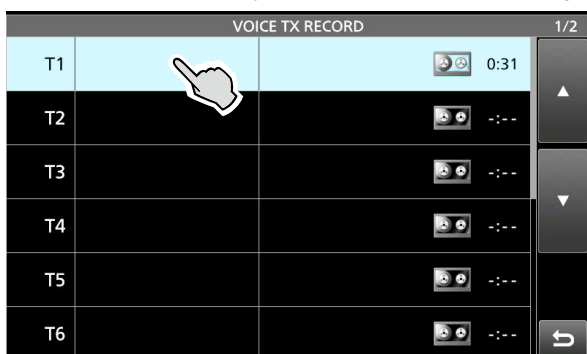 VOICE TX RECORD 1/2
T1 0:31
T2 -:--
T3 -:--
T4 -:--
T5 -:--
T6 -:--